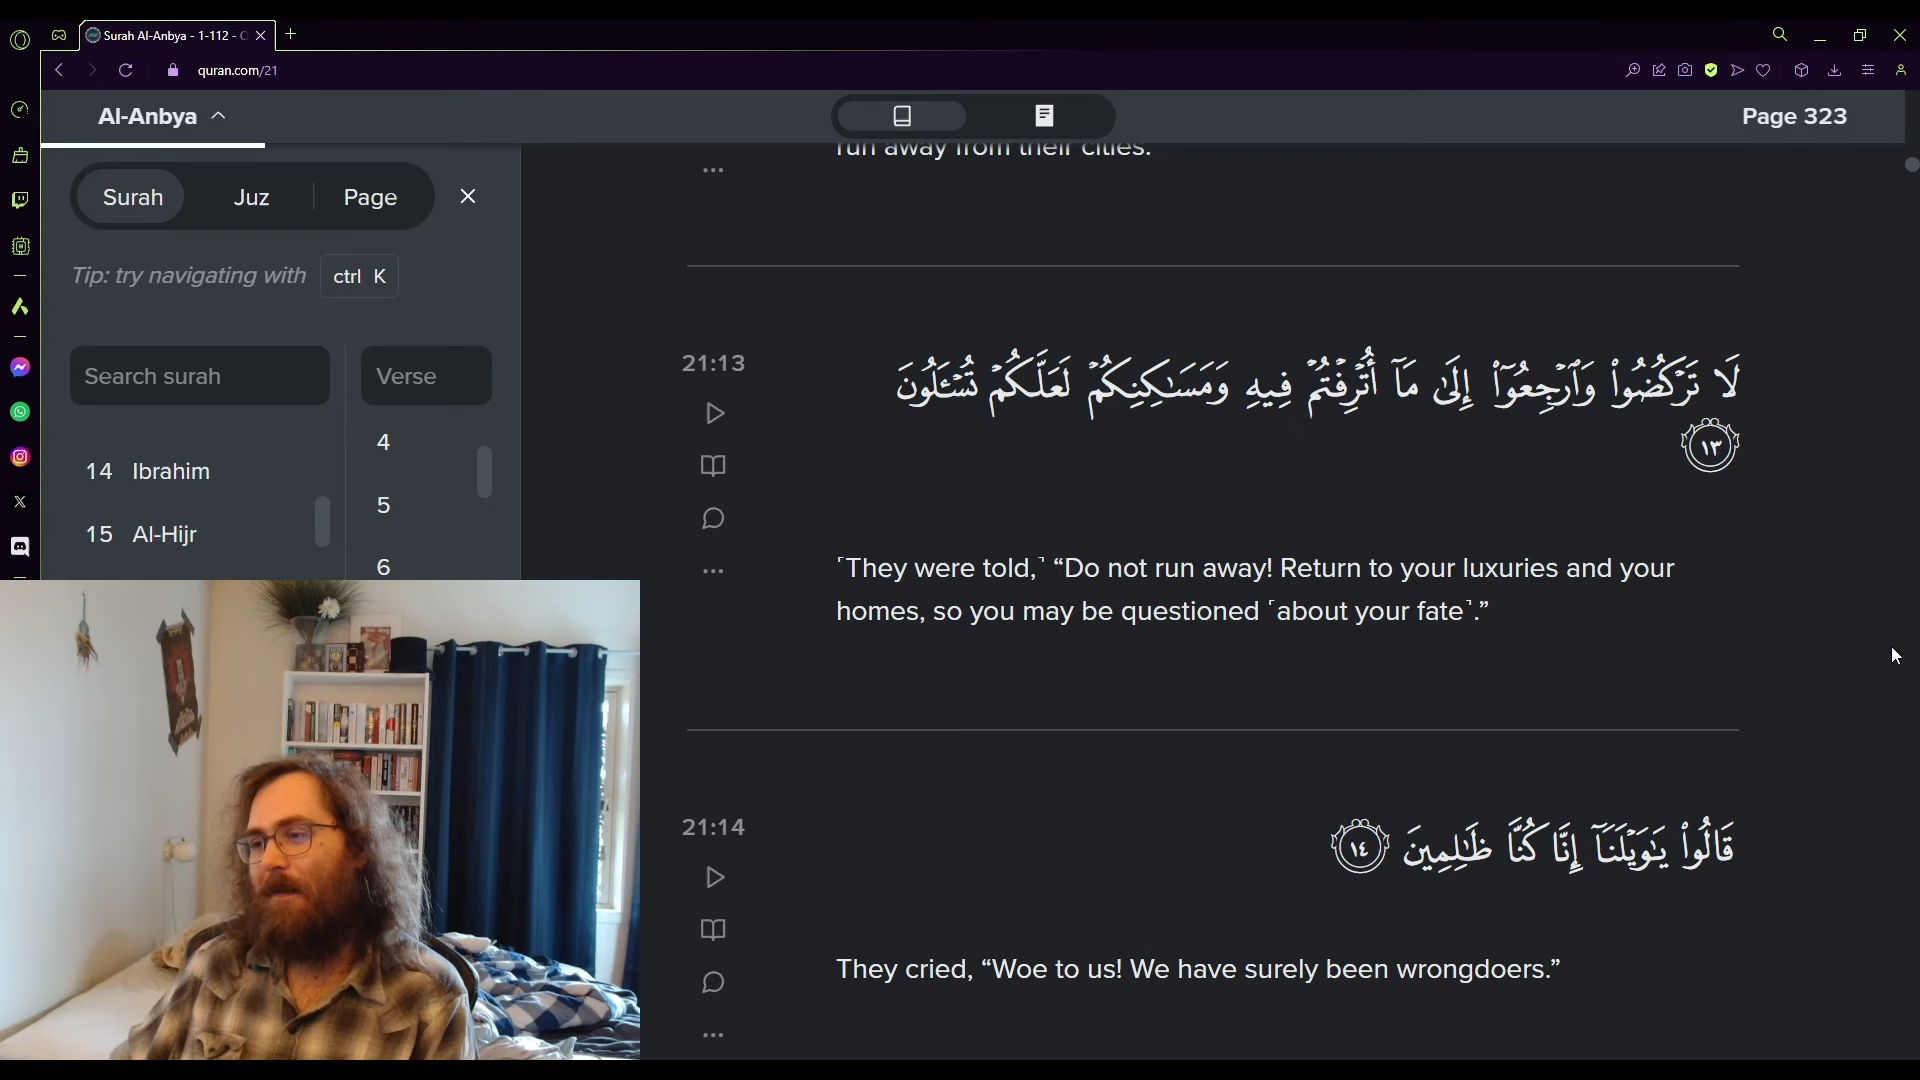 Surah Al-Anbya - 1-112 -
quran.com/21
Al-Anbya
Page 323
Surah Juz Page
Tip: try navigating with ctrl K
Search surah
Verse
14 Ibrahim
15 Al-Hijr
4
5
6
run away from their cities.
21:13
لَا تَرْكُضُوا۟ وَٱرْجِعُوٓا۟ إِلَىٰ مَآ أُتْرِفْتُمْ فِيهِ وَمَسَـٰكِنِكُمْ لَعَلَّكُمْ تُسْـَٔلُونَ
١٣
⸢They were told,⸣ “Do not run away! Return to your luxuries and your
homes, so you may be questioned ⸢about your fate⸣.”
21:14
قَالُوا۟ يَـٰوَيْلَنَآ إِنَّا كُنَّا ظَـٰلِمِينَ ١٤
They cried, “Woe to us! We have surely been wrongdoers.”